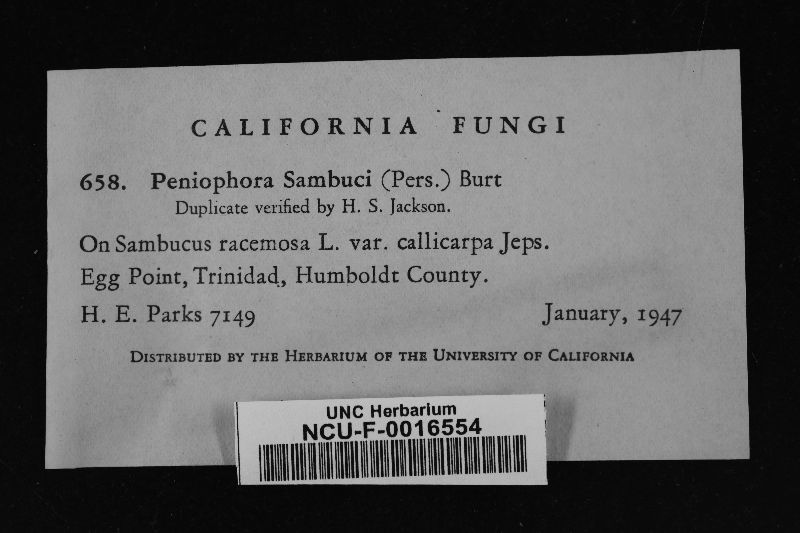 CALIFORNIA FUNGI
658. Peniophora Sambuci (Pers.) Burt
Duplicate verified by H. S. Jackson.
On Sambucus racemosa L. var. callicarpa Jeps.
Egg Point, Trinidad, Humboldt County.
H. E. Parks 7149 January, 1947
DISTRIBUTED BY THE HERBARIUM OF THE UNIVERSITY OF CALIFORNIA
UNC Herbarium
NCU-F-0016554